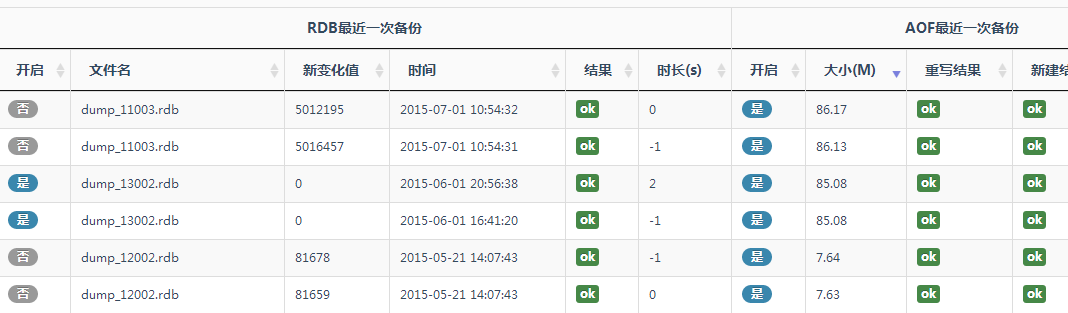 RDB最近一次备份 AOF最近一次备份
开启 文件名 新变化值 时间 结果 时长(s) 开启 大小(M) 重写结果 新建
否 dump_11003.rdb 5012195 2015-07-01 10:54:32 ok 0 是 86.17 ok ok
否 dump_11003.rdb 5016457 2015-07-01 10:54:31 ok -1 是 86.13 ok ok
是 dump_13002.rdb 0 2015-06-01 20:56:38 ok 2 是 85.08 ok ok
是 dump_13002.rdb 0 2015-06-01 16:41:20 ok -1 是 85.08 ok ok
否 dump_12002.rdb 81678 2015-05-21 14:07:43 ok -1 是 7.64 ok ok
否 dump_12002.rdb 81659 2015-05-21 14:07:43 ok 0 是 7.63 ok ok